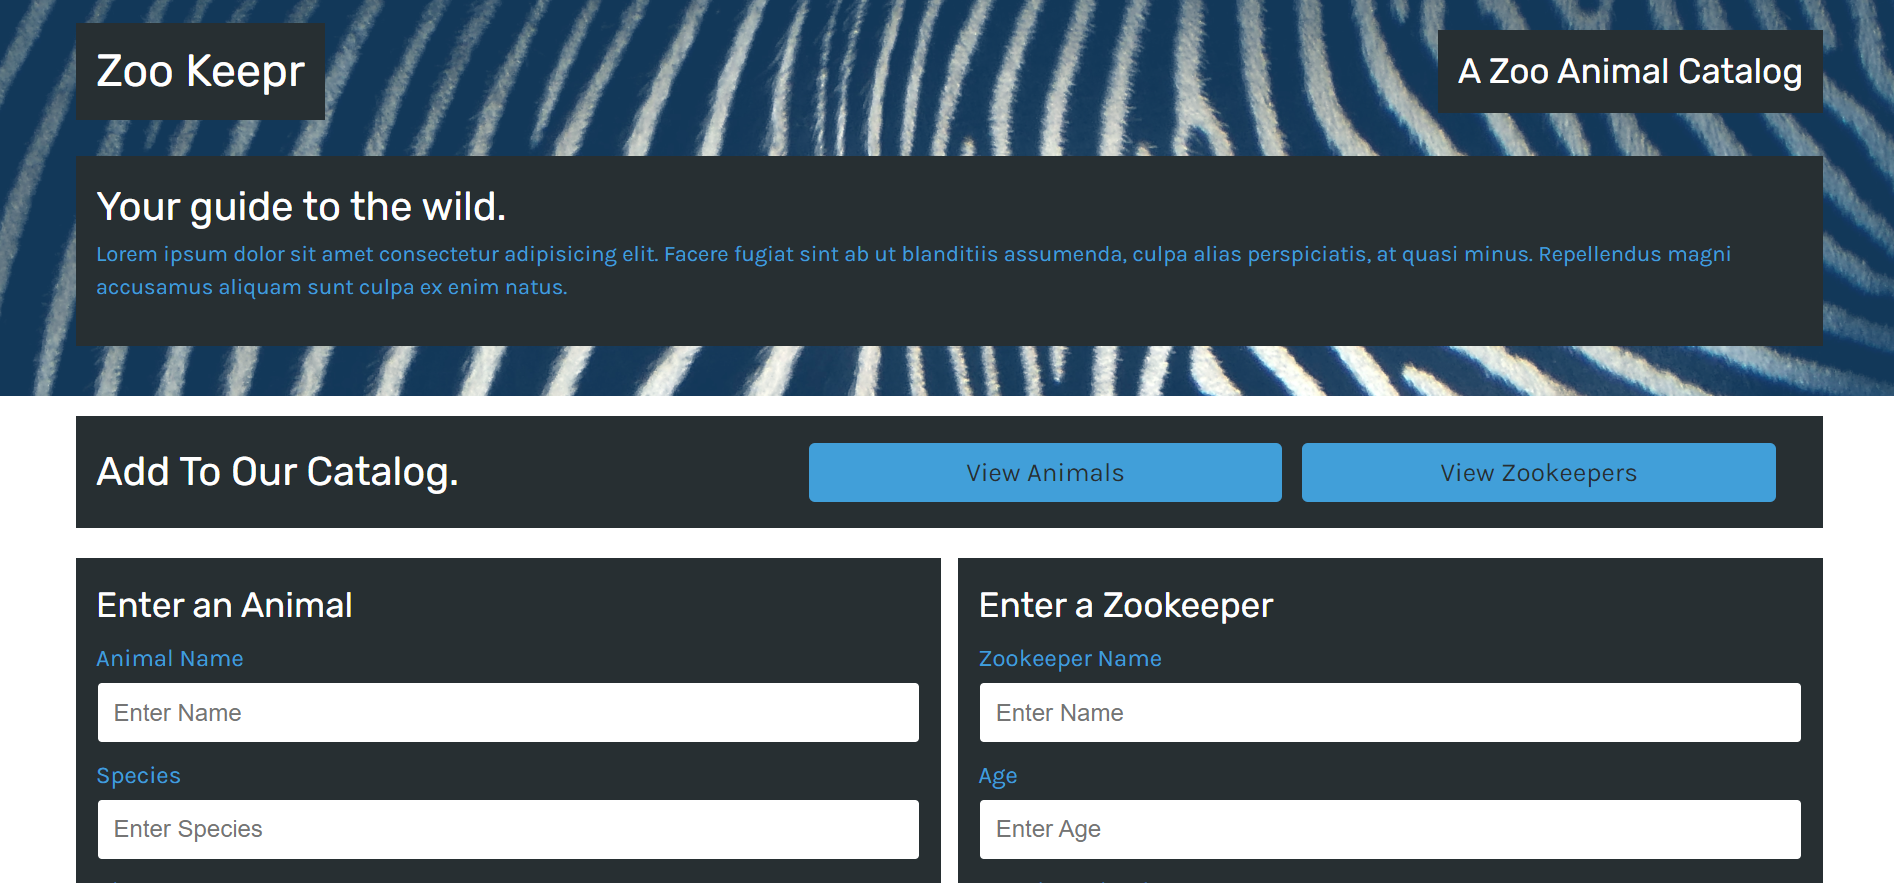 Zoo Keepr
A Zoo Animal Catalog
Your guide to the wild.
Lorem ipsum dolor sit amet consectetur adipisicing elit. Facere fugiat sint ab ut blanditiis assumenda, culpa alias perspiciatis, at quasi minus. Repellendus magni
accusamus aliquam sunt culpa ex enim natus.
Add To Our Catalog.
View Animals
View Zookeepers
Enter an Animal
Animal Name
Enter Name
Species
Enter Species
Enter a Zookeeper
Zookeeper Name
Enter Name
Age
Enter Age